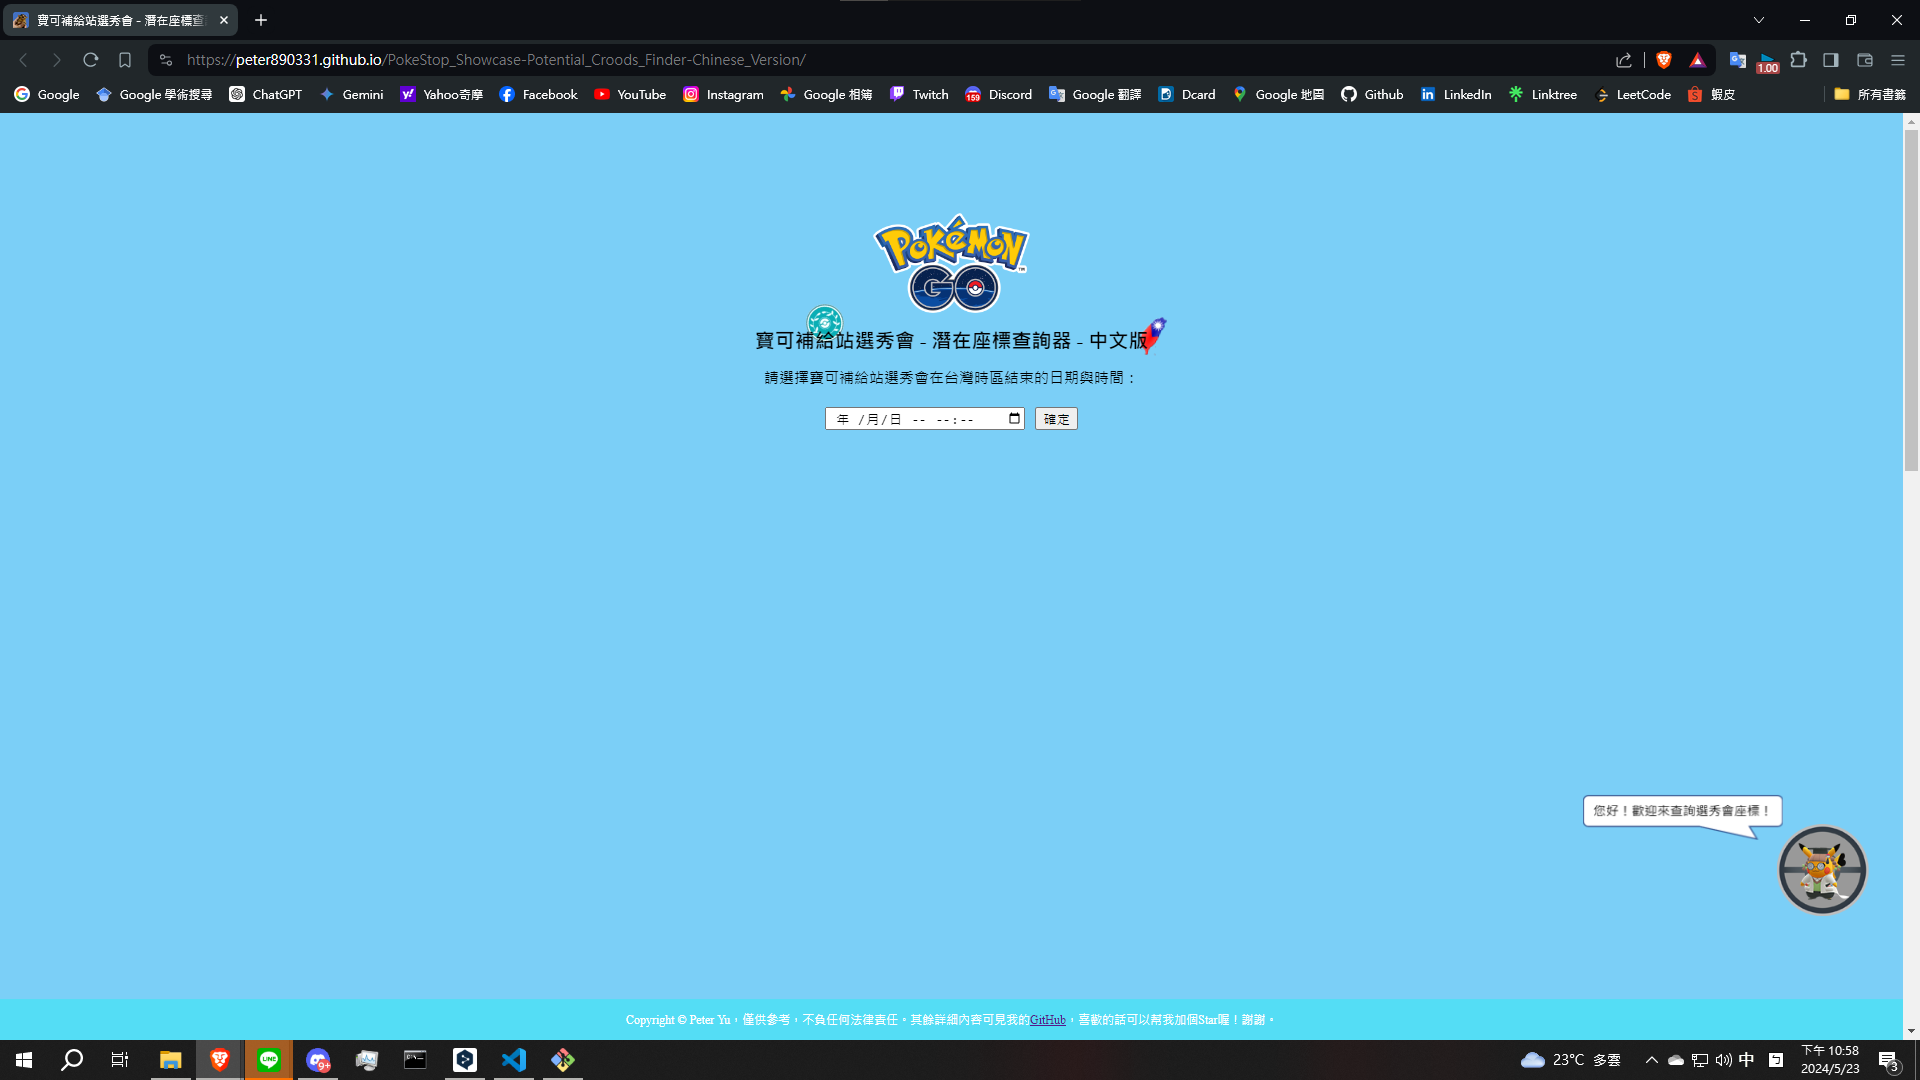 寶可補給站選秀會 - 潛在座標查
https://peter890331.github.io/PokeStop_Showcase-Potential_Croods_Finder-Chinese_Version/
1.00
Google Google 學術搜尋 ChatGPT Gemini Yahoo奇摩 Facebook YouTube Instagram Google 相簿 Twitch 159 Discord Google 翻譯 Dcard Google 地圖 Github LinkedIn Linktree LeetCode 蝦皮 所有書籤
POKéMON
GO
寶可補給站選秀會 - 潛在座標查詢器 - 中文版
請選擇寶可補給站選秀會在台灣時區結束的日期與時間：
年 /月/日 -- --:-- 確定
您好！歡迎來查詢選秀會座標！
Copyright © Peter Yu，僅供參考，不負任何法律責任。其餘詳細內容可見我的GitHub，喜歡的話可以幫我加個Star喔！謝謝。
LINE 9+ 23°C 多雲 中 ㄅ 下午 10:58
2024/5/23 3